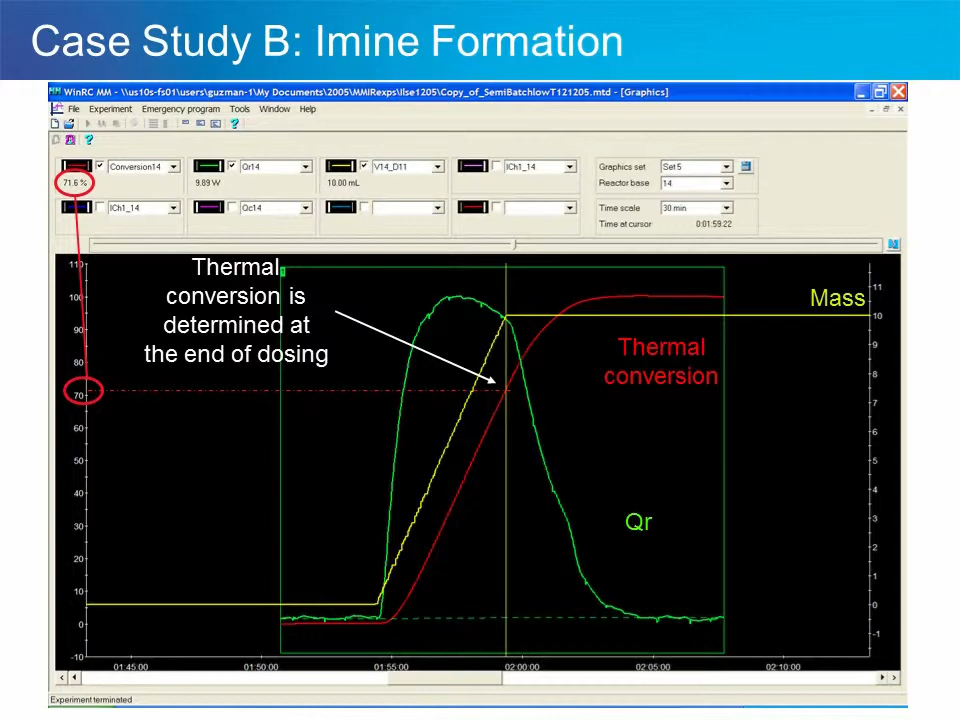 Case Study B: Imine Formation
WinRC MM - \\us10s-fs01\users\guzman-1\My Documents\2005\MMIRexps\Ilse1205\Copy_of_SemiBatchlowT121205.mtd - [Graphics]
File Experiment Emergency program Tools Window Help
Conversion14 Qr14 V14_D11 ICh1_14 Graphics set Set5
71.6 % 9.89 W 10.00 mL Reactor base 14
ICh1_14 Qc14 Time scale 30 min
Time at cursor 0:01:59.22
Thermal
conversion is
determined at
the end of dosing
Mass
Thermal
conversion
Qr
110
100
90
80
70
60
50
40
30
20
10
0
-10
11
10
9
8
7
6
5
4
3
2
1
0
-1
01:45:00 01:50:00 01:55:00 02:00:00 02:05:00 02:10:00
Experiment terminated